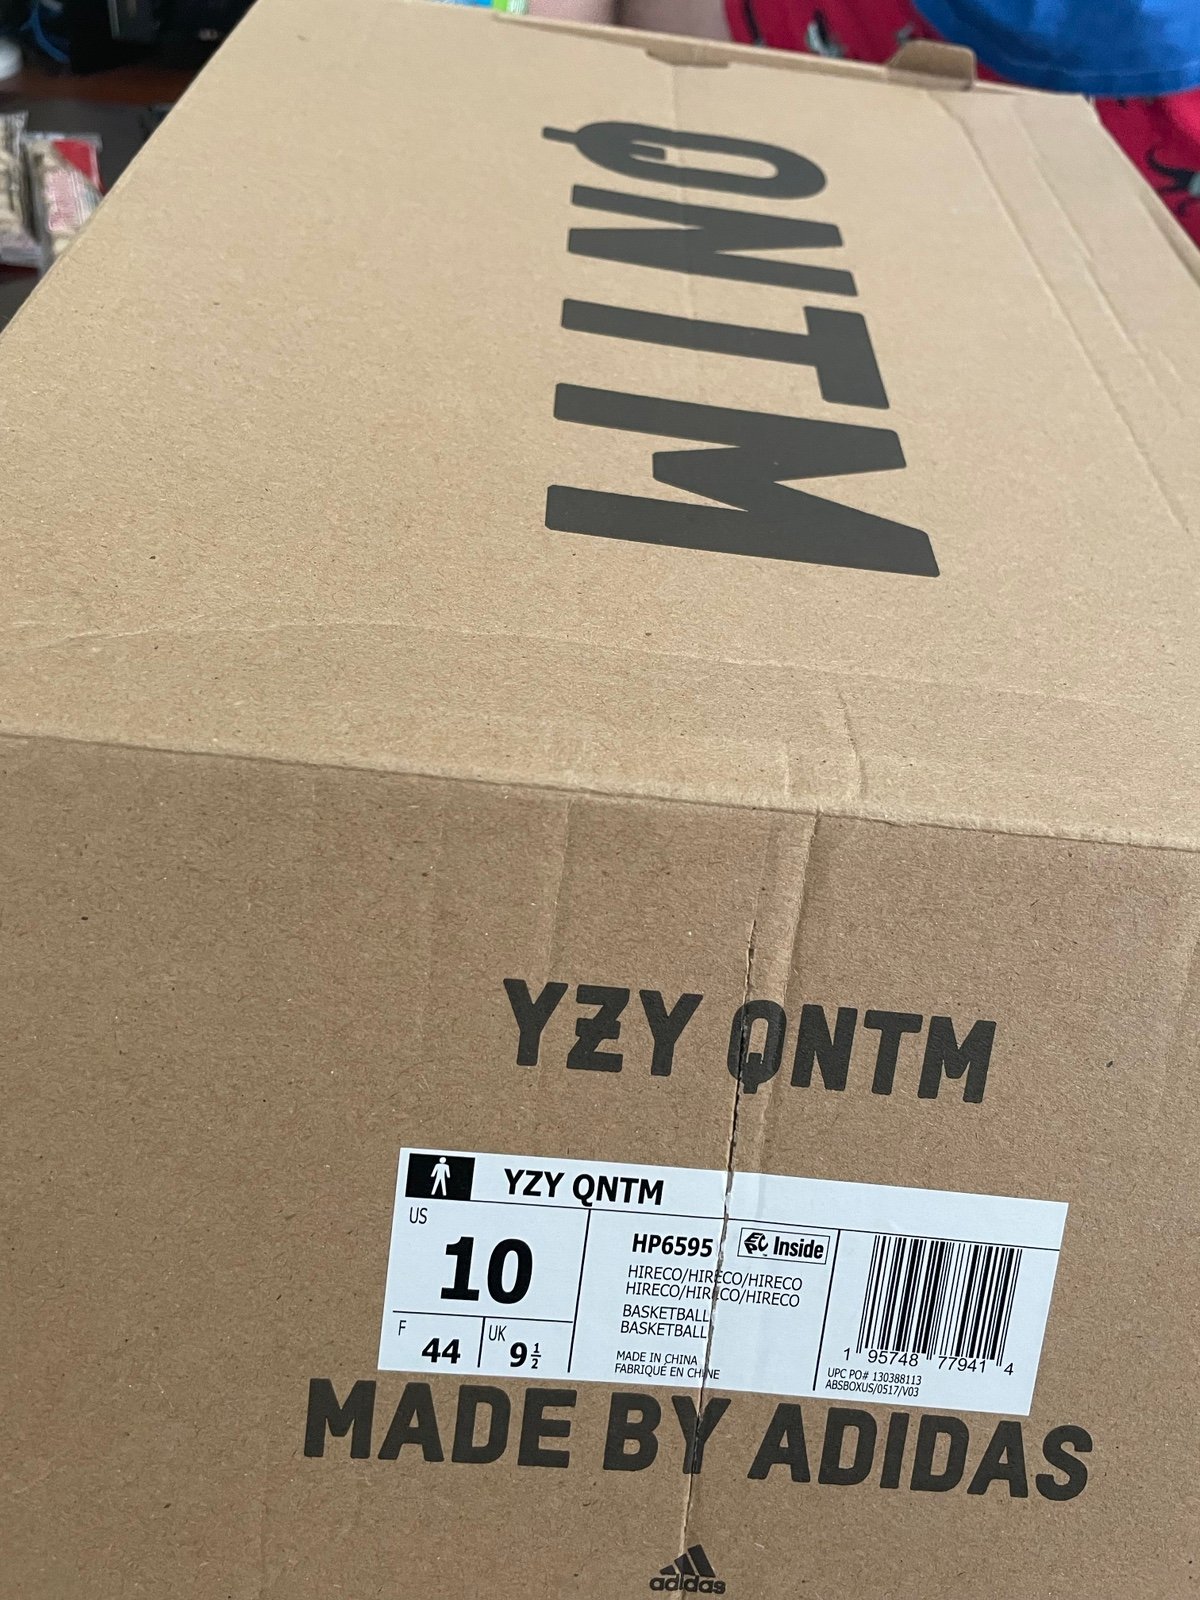 QNTM
YZY QNTM
YZY QNTM
US
10
F
44
UK
9 1/2
HP6595
EPC Inside
HIRECO/HIRECO/HIRECO
HIRECO/HIRECO/HIRECO
BASKETBALL
BASKETBALL
MADE IN CHINA
FABRIQUÉ EN CHINE
1 95748 77941 4
UPC PO# 130388113
ABSBOXUS/0517/V03
MADE BY ADIDAS
adidas